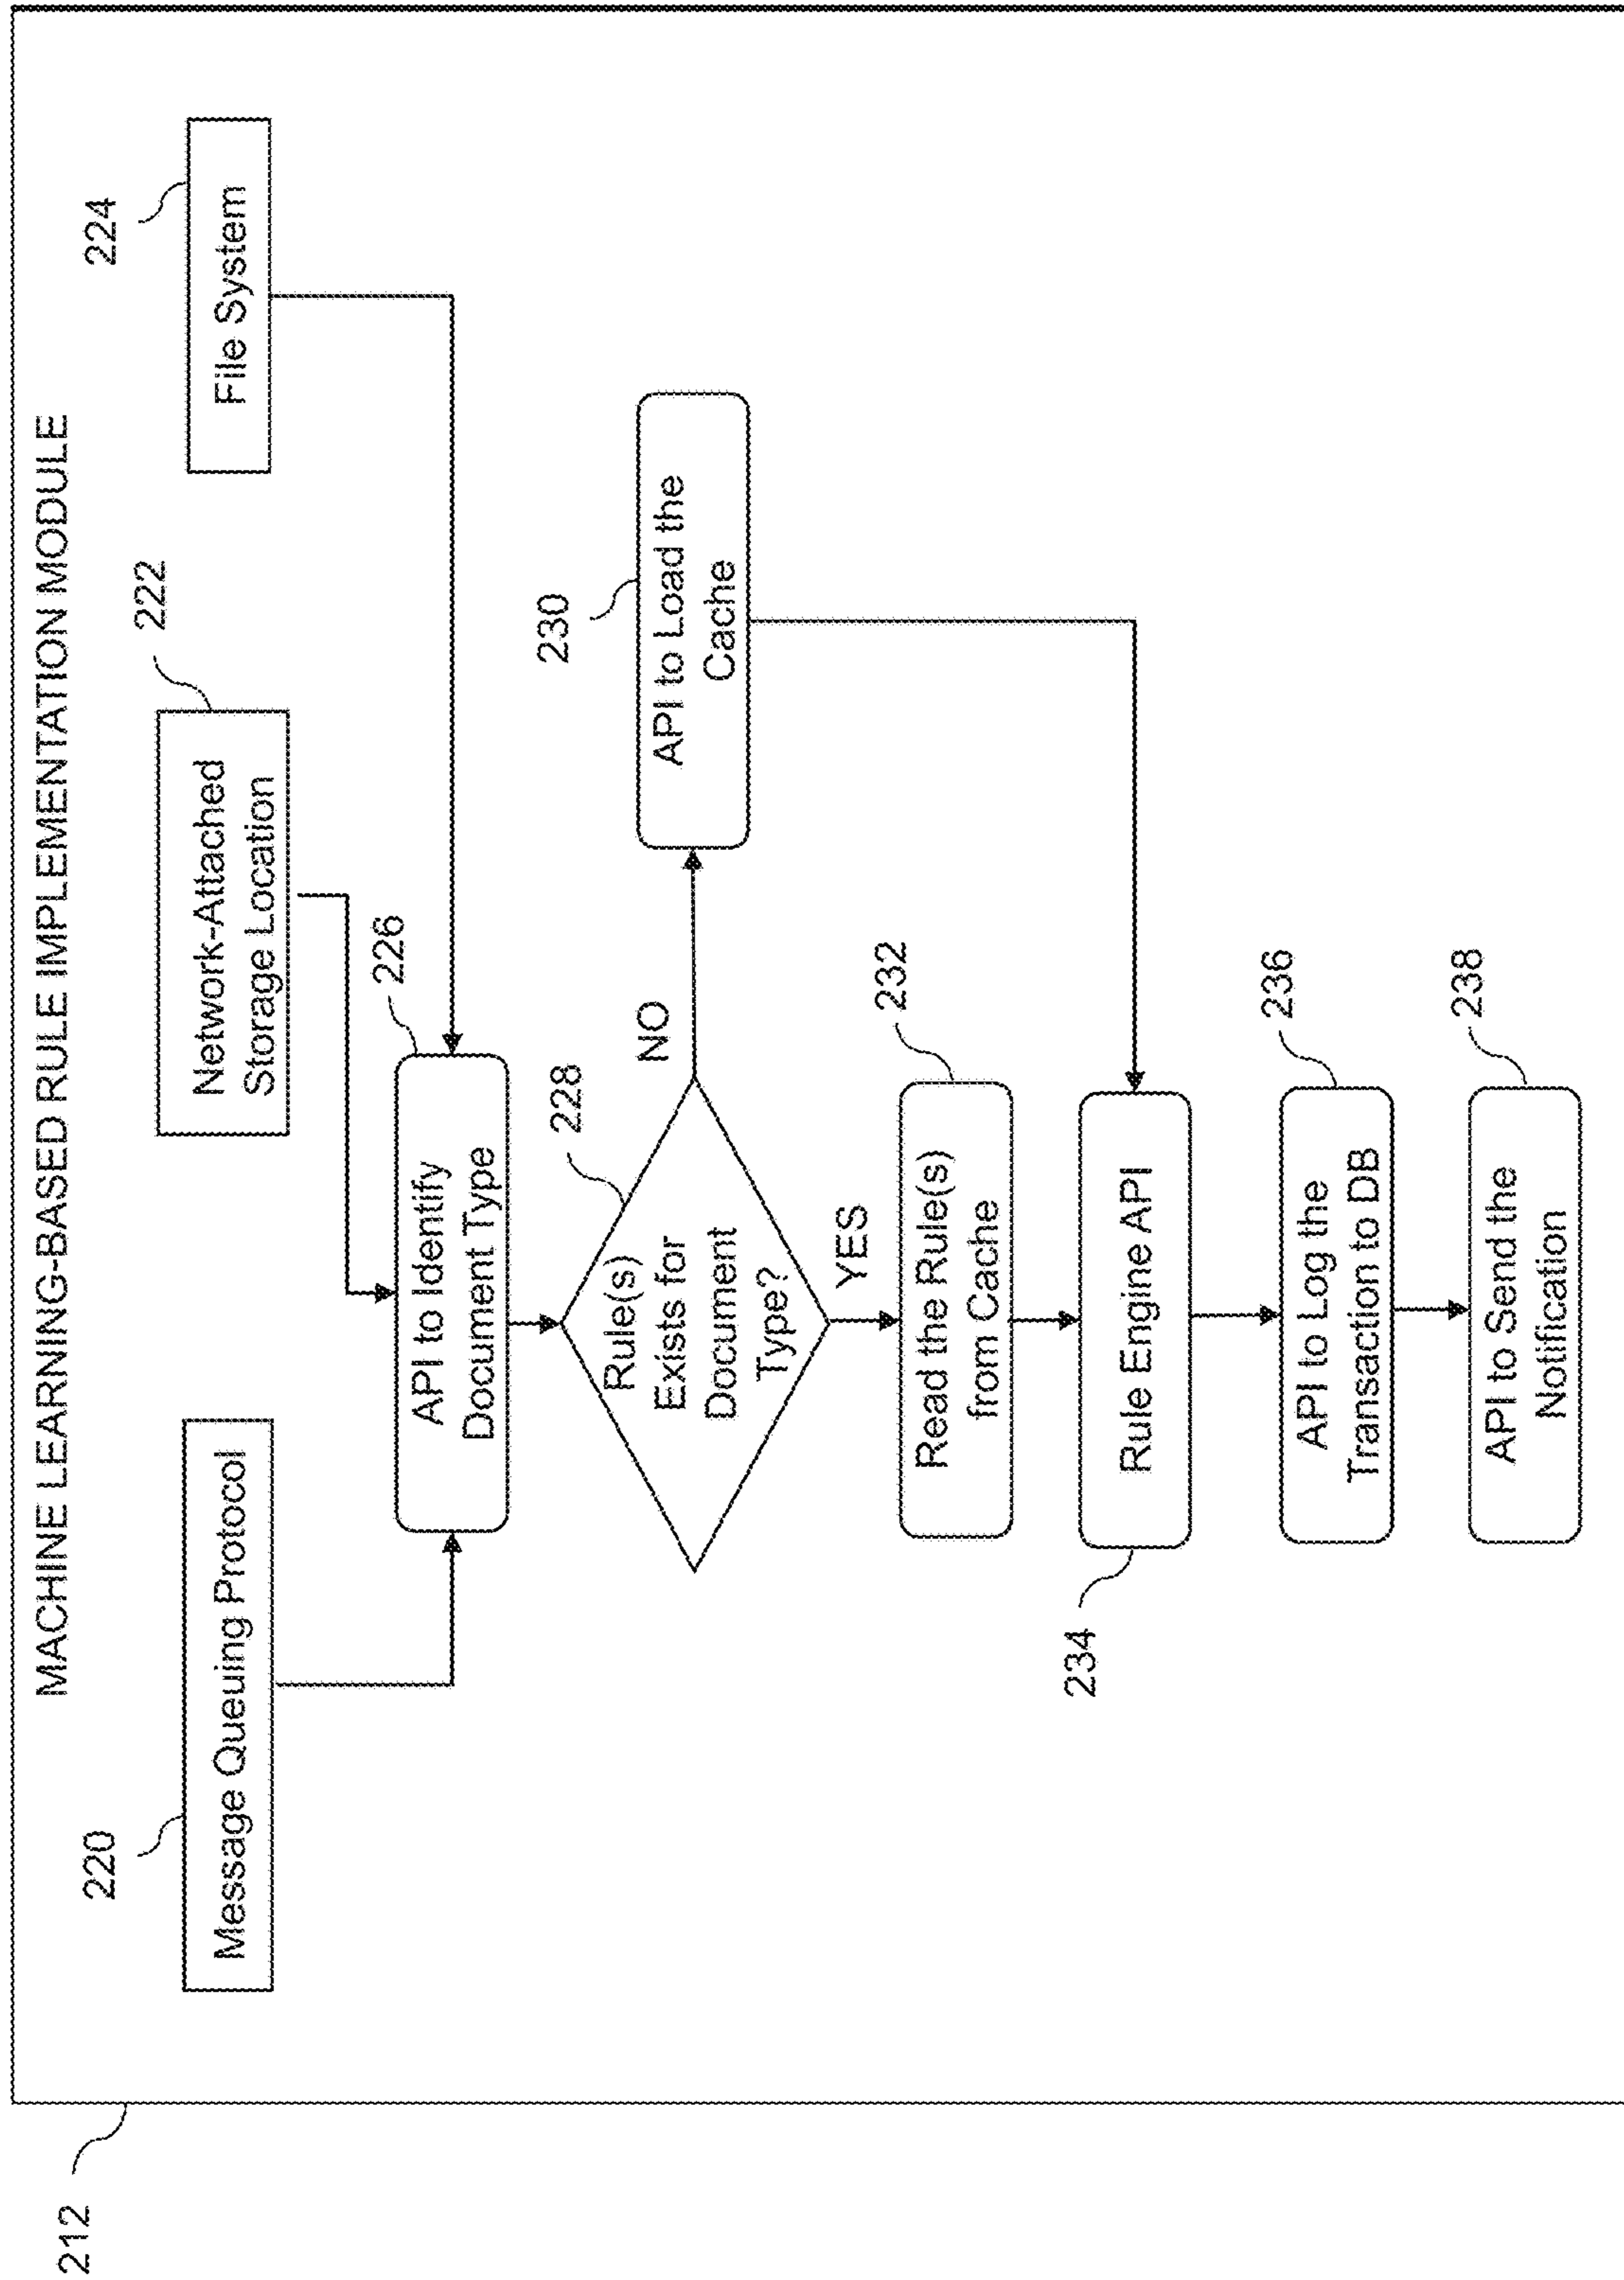 MACHINE LEARNING-BASED RULE IMPLEMENTATION MODULE
212
220
Message Queuing Protocol
222
Network-Attached
Storage Location
224
File System
226
API to Identify
Document Type
228
Rule(s)
Exists for
Document
Type?
NO
230
API to Load the
Cache
YES
232
Read the Rule(s)
from Cache
234
Rule Engine API
236
API to Log the
Transaction to DB
238
API to Send the
Notification